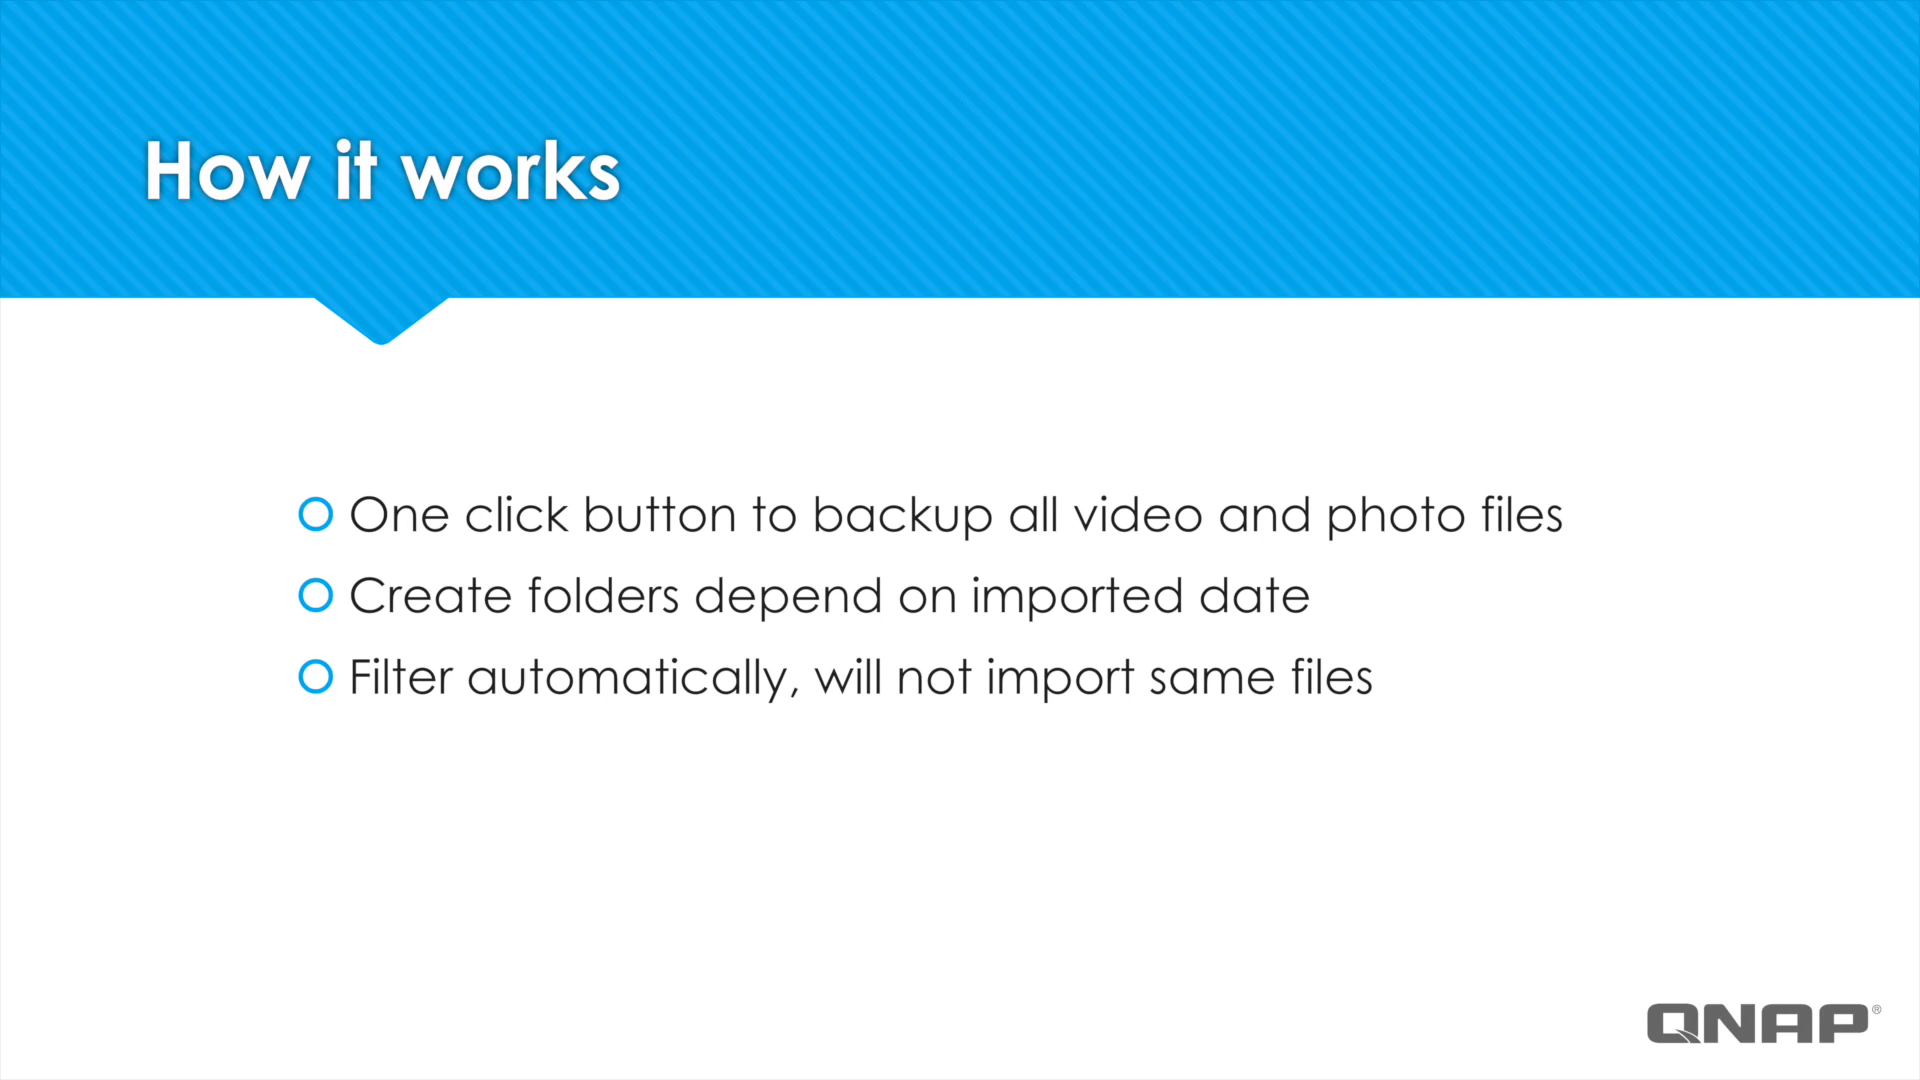 How it works
One click button to backup all video and photo files
Create folders depend on imported date
Filter automatically, will not import same files
QNAP®